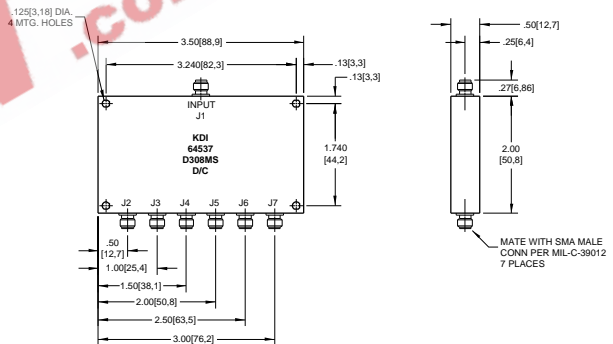 .125[3,18] DIA.
4 MTG. HOLES
.com
3.50[88,9]
3.240[82,3]
.13[3,3]
.13[3,3]
INPUT
J1
KDI
64537
D308MS
D/C
1.740
[44,2]
J2 J3 J4 J5 J6 J7
.50
[12,7]
1.00[25,4]
1.50[38,1]
2.00[50,8]
2.50[63,5]
3.00[76,2]
.50[12,7]
.25[6,4]
.27[6,86]
2.00
[50,8]
MATE WITH SMA MALE
CONN PER MIL-C-39012
7 PLACES